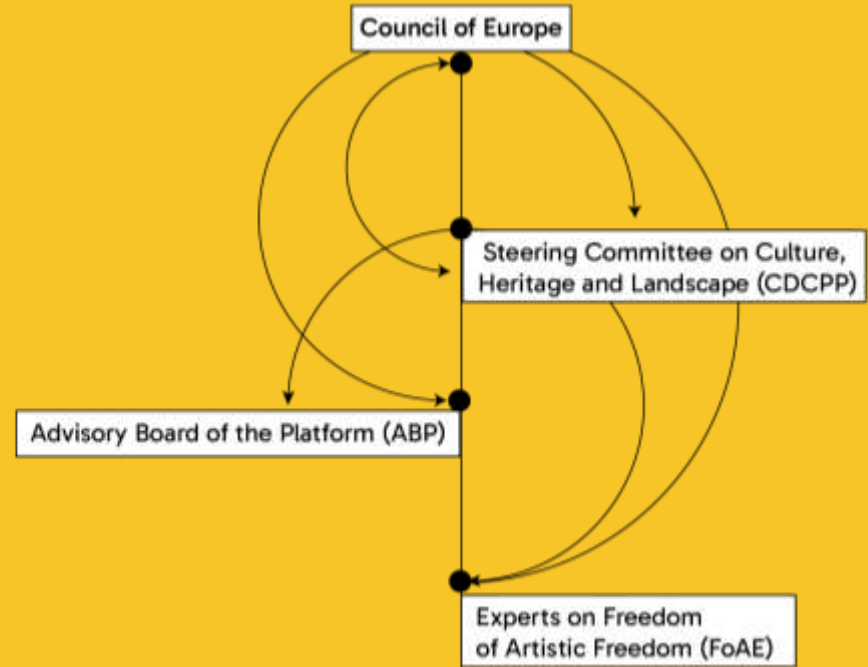 Council of Europe
Steering Committee on Culture,
Heritage and Landscape (CDCPP)
Advisory Board of the Platform (ABP)
Experts on Freedom
of Artistic Freedom (FoAE)